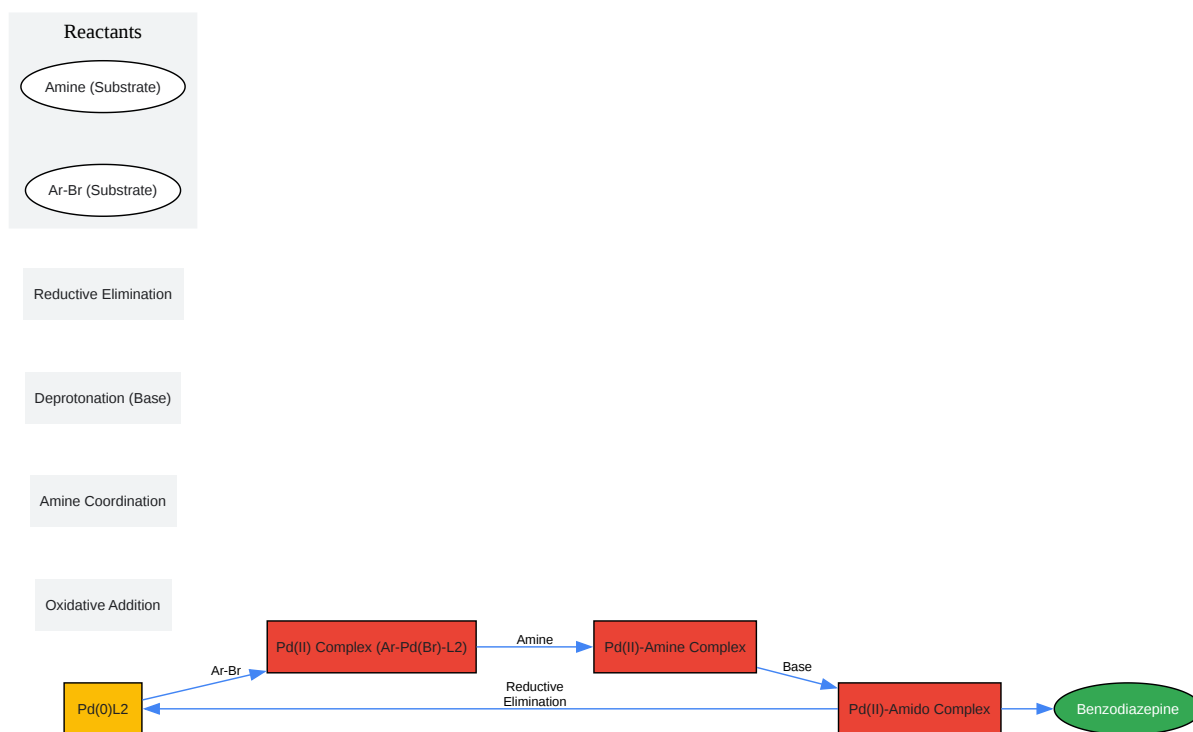 Reactants
Amine (Substrate)
Ar-Br (Substrate)
Reductive Elimination
Deprotonation (Base)
Amine Coordination
Oxidative Addition
Pd(0)L2
Ar-Br
Pd(II) Complex (Ar-Pd(Br)-L2)
Amine
Pd(II)-Amine Complex
Base
Reductive
Elimination
Pd(II)-Amido Complex
Benzodiazepine